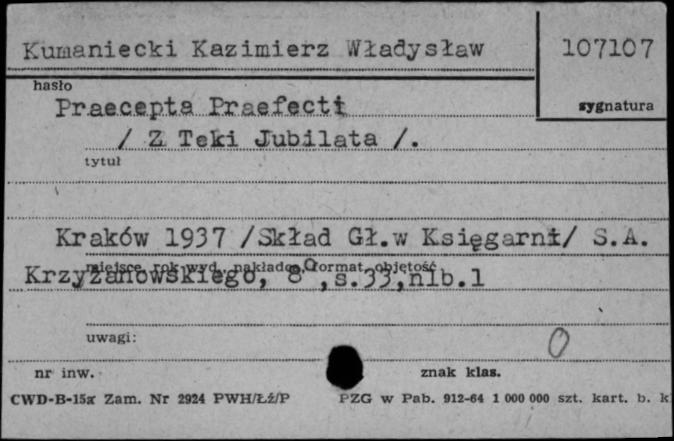 Kumaniecki Kazimierz Władysław
107107
hasło
sygnatura
Praecepta Praefecti
/ Z Teki Jubilata /.
tytuł
Kraków 1937 /Skład Gł.w Księgarni/ S.A.
miejsce, rok wyd., nakładca, format, objętość
Krzyżanowskiego, 8°,s.33,nlb.1
uwagi:
0
nr inw.
znak klas.
CWD-B-15a Zam. Nr 2924 PWH/Łź/P
PZG w Pab. 912-64 1 000 000 szt. kart. b. k